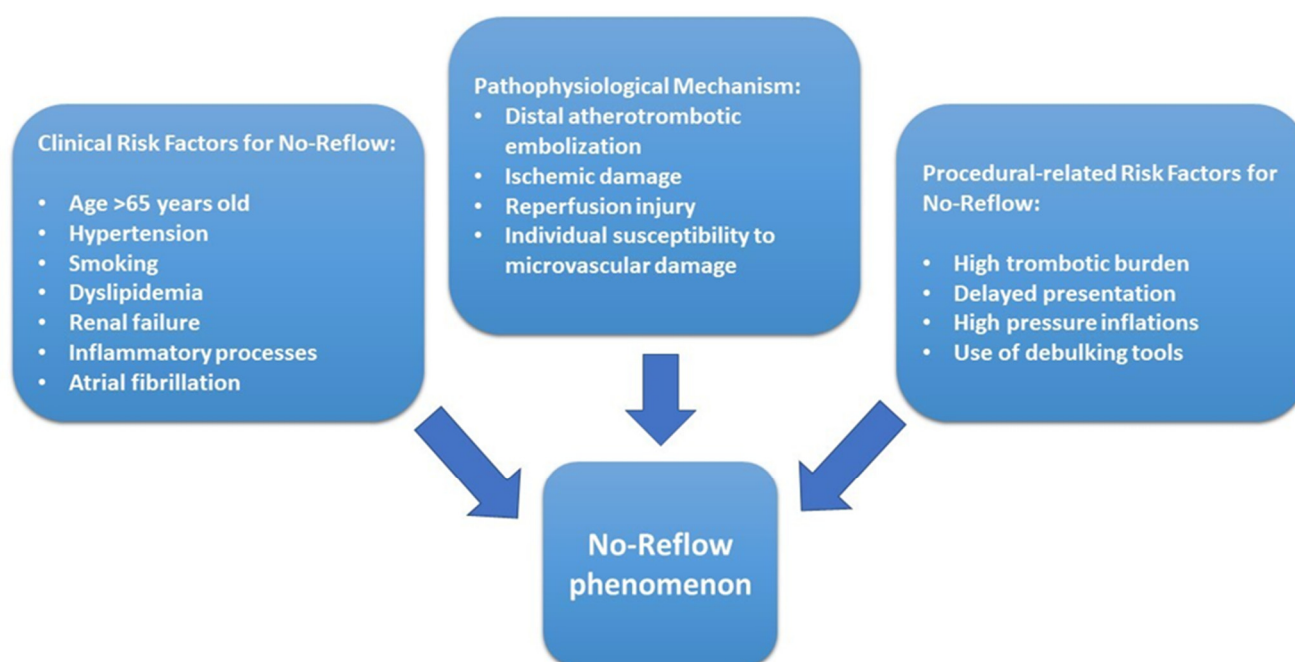 Clinical Risk Factors for No-Reflow:
• Age >65 years old
• Hypertension
• Smoking
• Dyslipidemia
• Renal failure
• Inflammatory processes
• Atrial fibrillation
Pathophysiological Mechanism:
• Distal atherotrombotic
embolization
• Ischemic damage
• Reperfusion injury
• Individual susceptibility to
microvascular damage
Procedural-related Risk Factors for
No-Reflow:
• High trombotic burden
• Delayed presentation
• High pressure inflations
• Use of debulking tools
No-Reflow
phenomenon